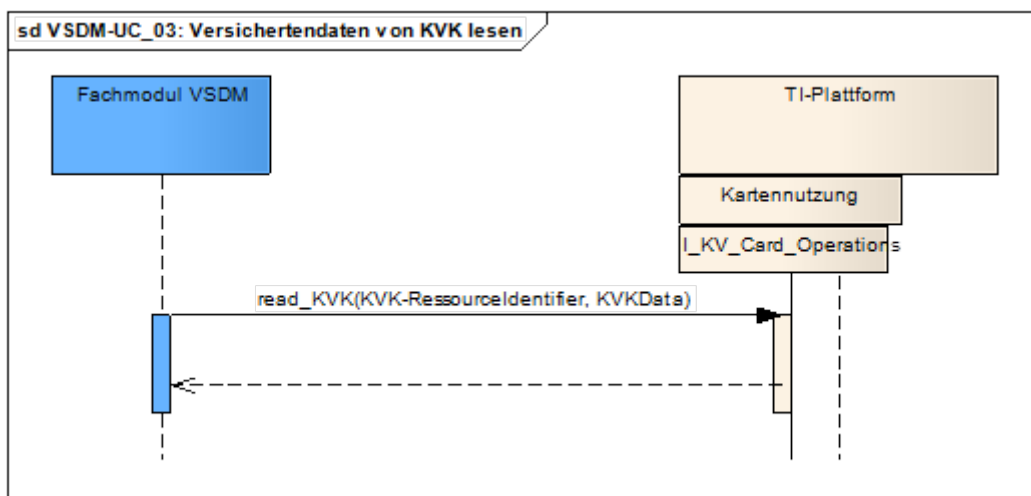 sd VSDM-UC_03: Versichertendaten von KVK lesen
Fachmodul VSDM
TI-Plattform
Kartennutzung
I_KV_Card_Operations
read_KVK(KVK-RessourceIdentifier, KVKData)